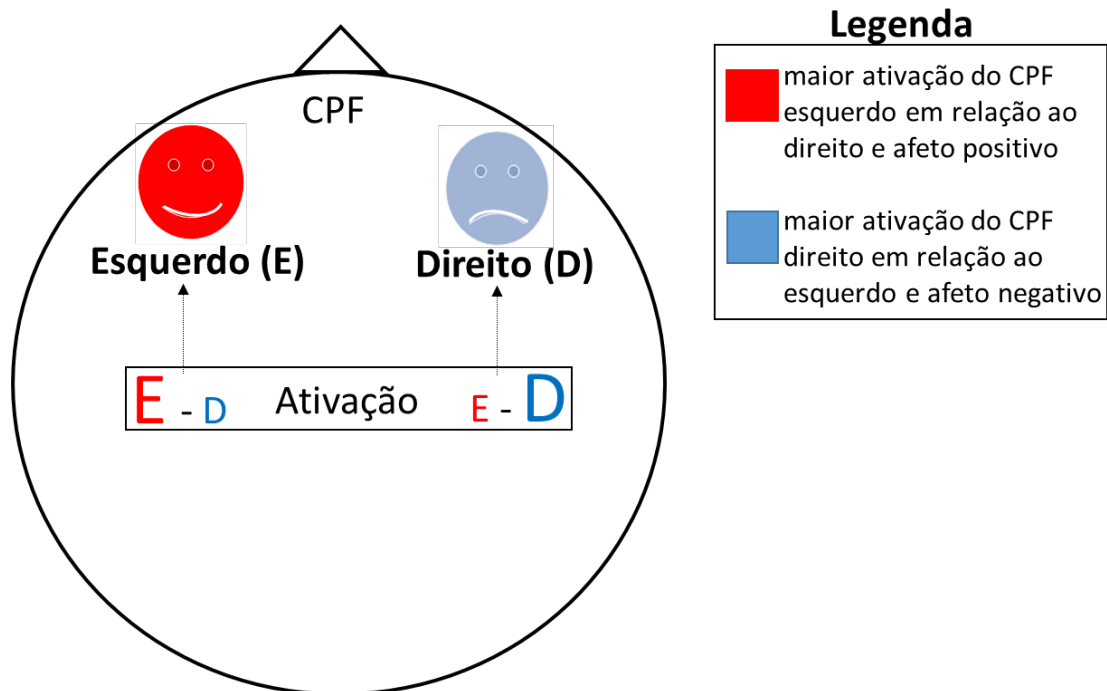 Legenda
maior ativação do CPF
esquerdo em relação ao
direito e afeto positivo
maior ativação do CPF
direito em relação ao
esquerdo e afeto negativo
CPF
Esquerdo (E)
Direito (D)
E - D Ativação E - D